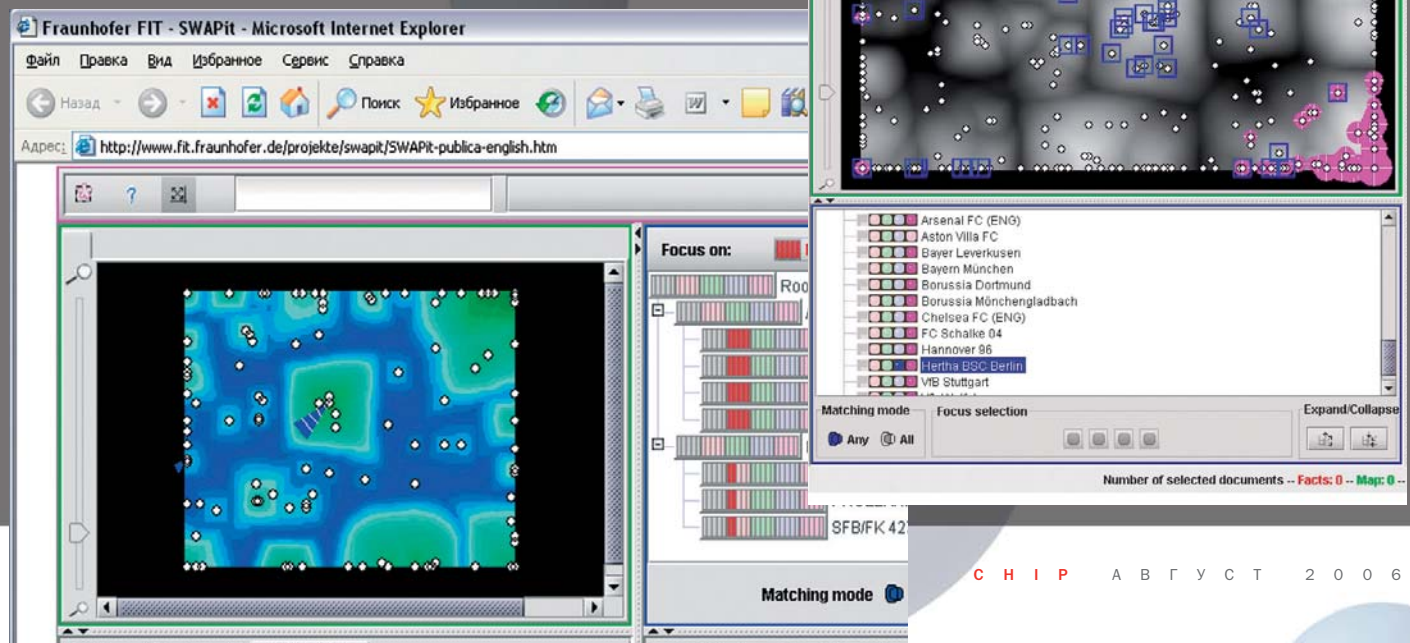 Fraunhofer FIT - SWAPit - Microsoft Internet Explorer
Файл Правка Вид Избранное Сервис Справка
Назад Поиск Избранное
Адрес: http://www.fit.fraunhofer.de/projekte/swapit/SWAPit-publica-english.htm
?
Focus on:
SFB/FK 427
Matching mode
Arsenal FC (ENG)
Aston Villa FC
Bayer Leverkusen
Bayern München
Borussia Dortmund
Borussia Mönchengladbach
Chelsea FC (ENG)
FC Schalke 04
Hannover 96
Hertha BSC Berlin
VfB Stuttgart
Matching mode Focus selection Expand/Collapse
Any All
Number of selected documents -- Facts: 0 -- Map: 0 --
CHIP АВГУСТ 2006